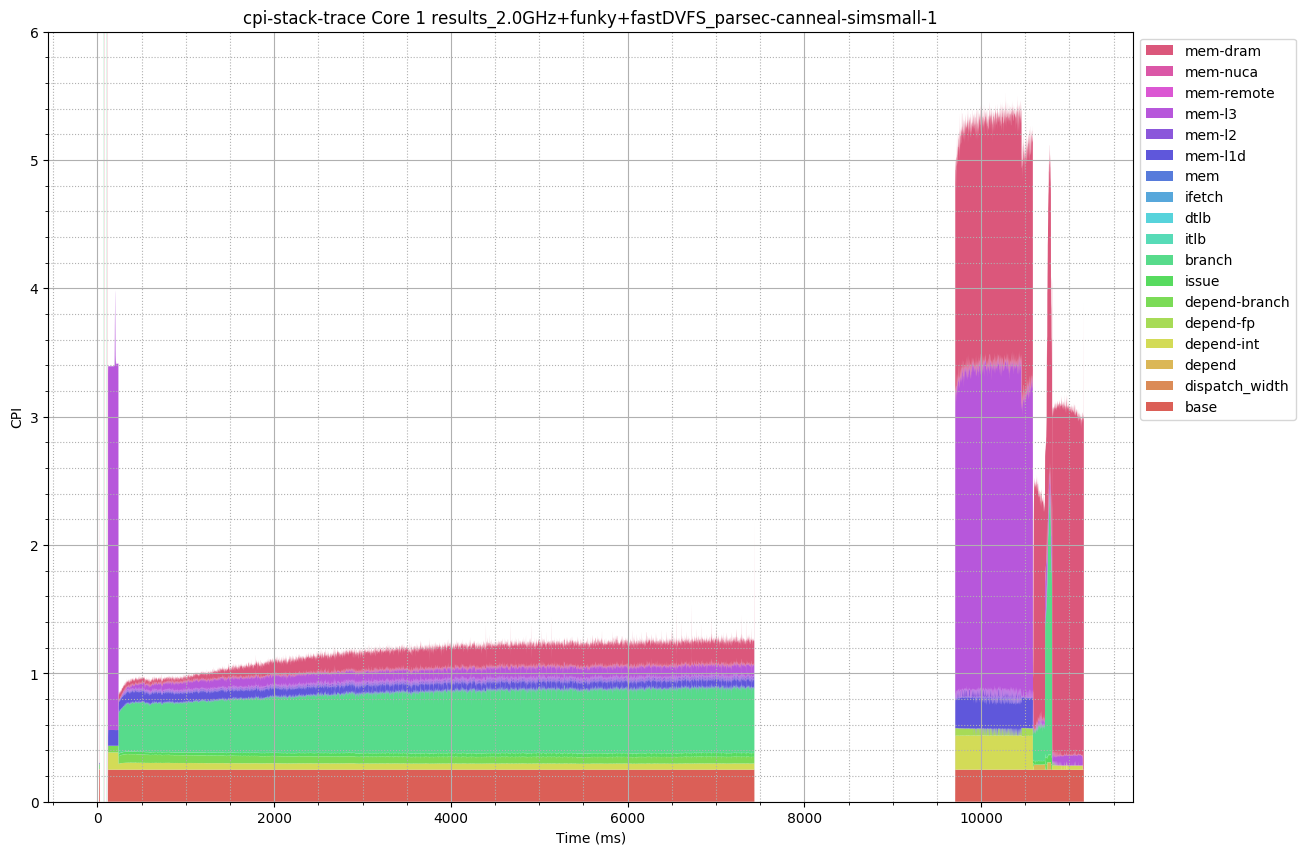 cpi-stack-trace Core 1 results_2.0GHz+funky+fastDVFS_parsec-canneal-simsmall-1
6
5
4
3
2
1
0
CPI
0
2000
4000
6000
8000
10000
Time (ms)
mem-dram
mem-nuca
mem-remote
mem-l3
mem-l2
mem-l1d
mem
ifetch
dtlb
itlb
branch
issue
depend-branch
depend-fp
depend-int
depend
dispatch_width
base